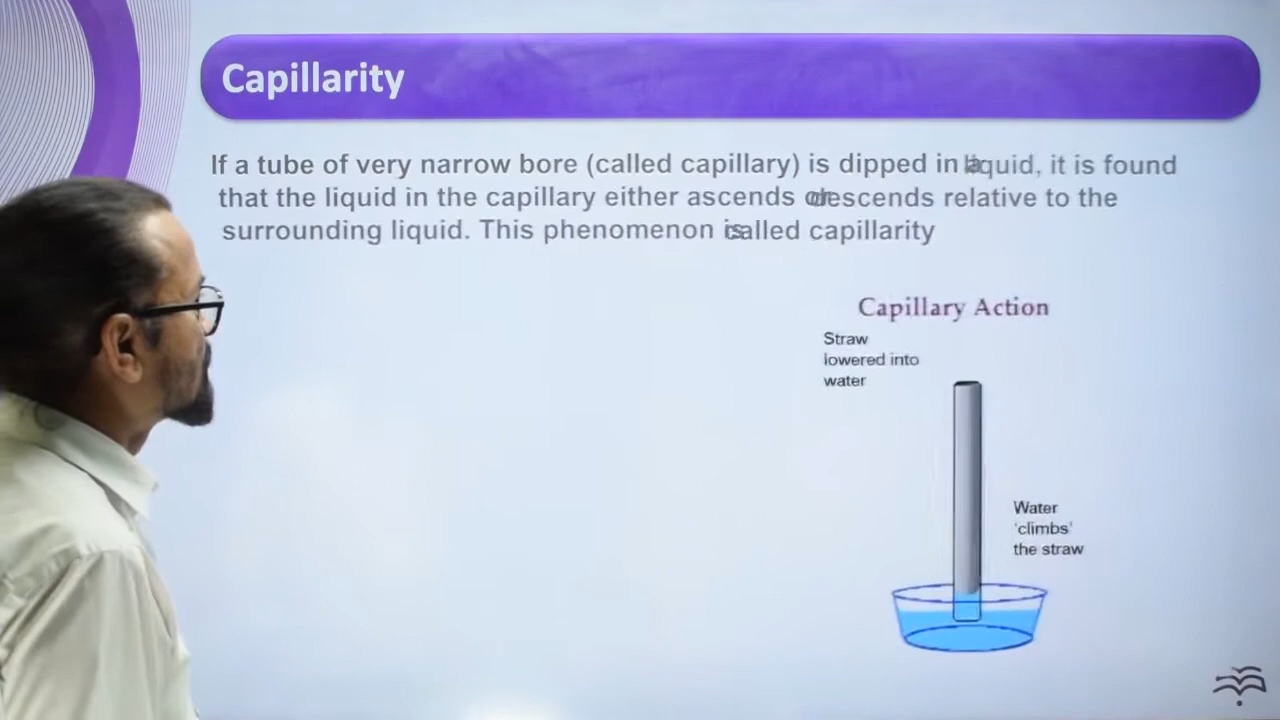 Capillarity
If a tube of very narrow bore (called capillary) is dipped in a liquid, it is found
that the liquid in the capillary either ascends or descends relative to the
surrounding liquid. This phenomenon is called capillarity
Capillary Action
Straw
lowered into
water
Water
'climbs'
the straw